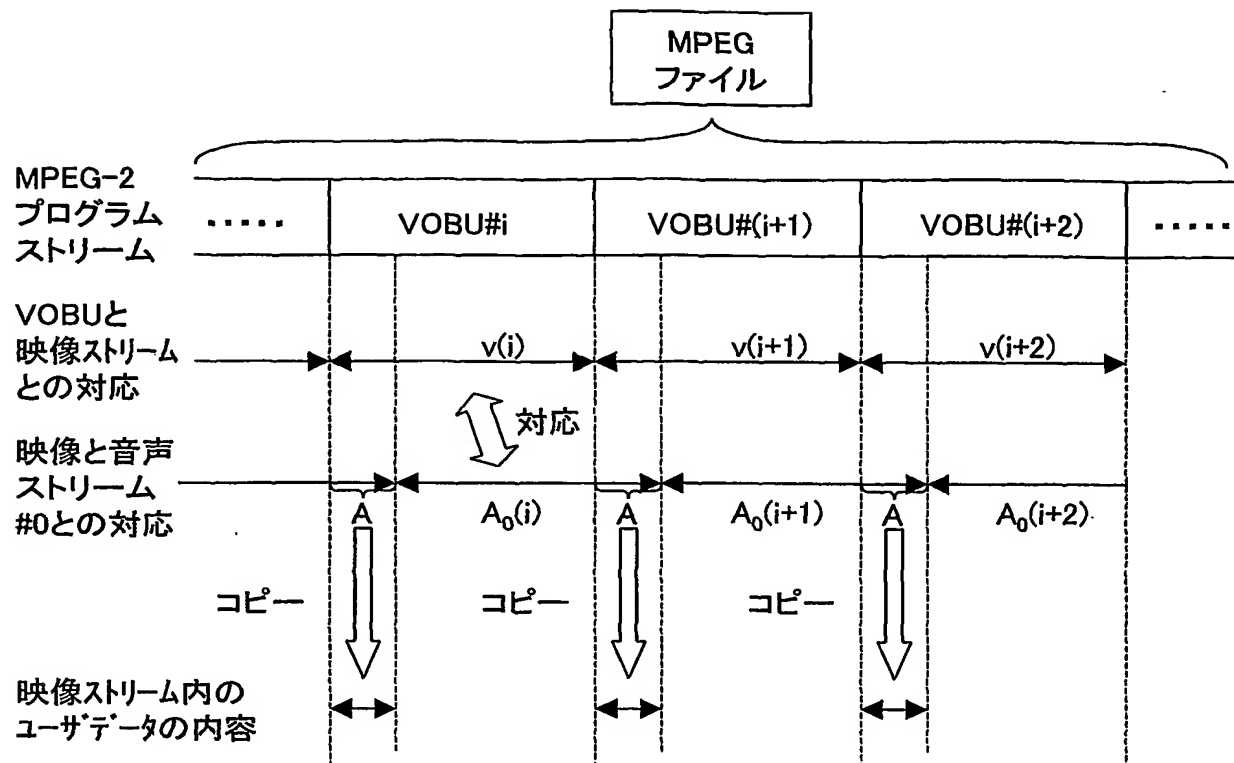 MPEG
ファイル
MPEG-2
プログラム
ストリーム
‥‥‥
VOBU#i
VOBU#(i+1)
VOBU#(i+2)
‥‥‥
VOBUと
映像ストリーム
との対応
v(i)
v(i+1)
v(i+2)
対応
映像と音声
ストリーム
#0との対応
A
A₀(i)
A
A₀(i+1)
A
A₀(i+2)
コピー
コピー
コピー
映像ストリーム内の
ユーザデータの内容